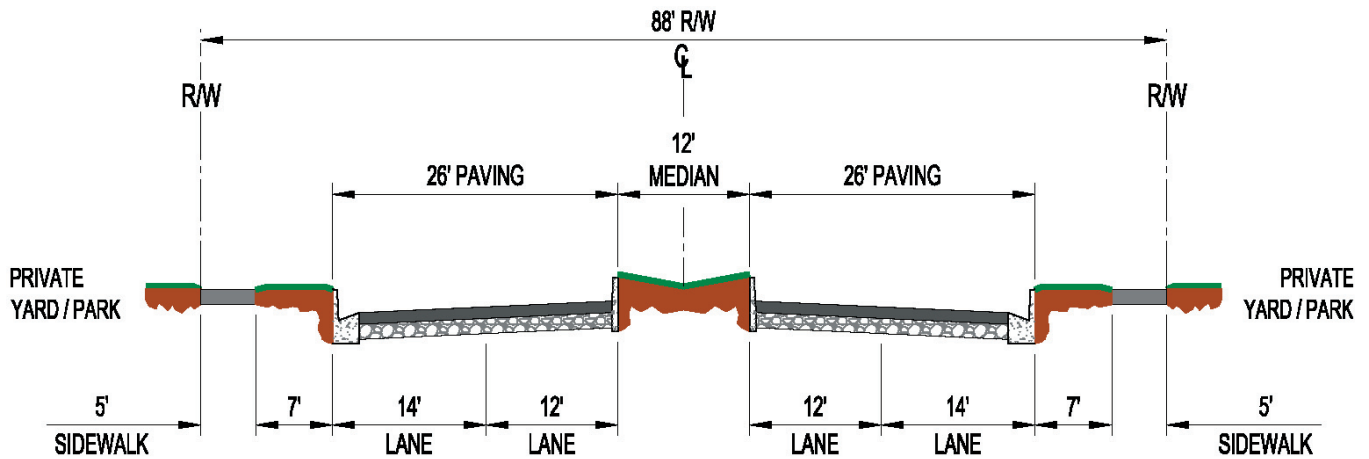 88' R/W
CL
R/W
R/W
12'
MEDIAN
26' PAVING
26' PAVING
PRIVATE
YARD / PARK
PRIVATE
YARD / PARK
5'
SIDEWALK
7'
14'
LANE
12'
LANE
12'
LANE
14'
LANE
7'
5'
SIDEWALK